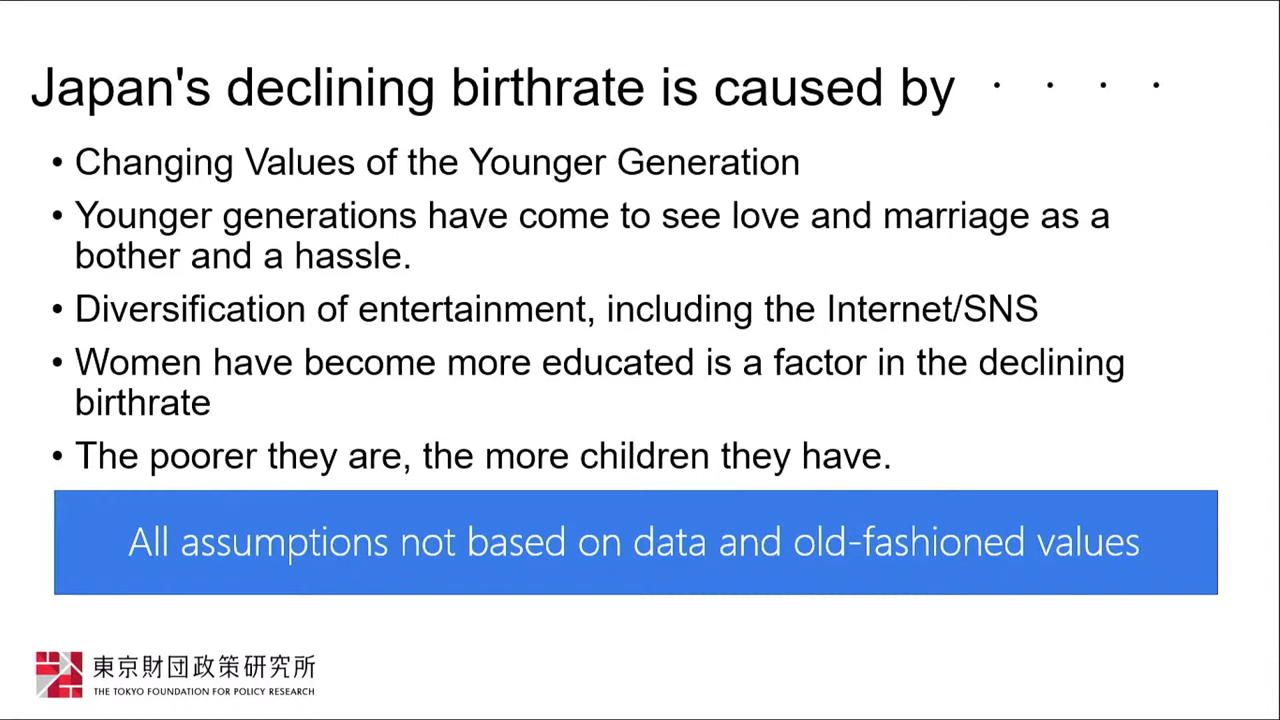 Japan's declining birthrate is caused by ・・・・
• Changing Values of the Younger Generation
• Younger generations have come to see love and marriage as a
bother and a hassle.
• Diversification of entertainment, including the Internet/SNS
• Women have become more educated is a factor in the declining
birthrate
• The poorer they are, the more children they have.
All assumptions not based on data and old-fashioned values
東京財団政策研究所
THE TOKYO FOUNDATION FOR POLICY RESEARCH